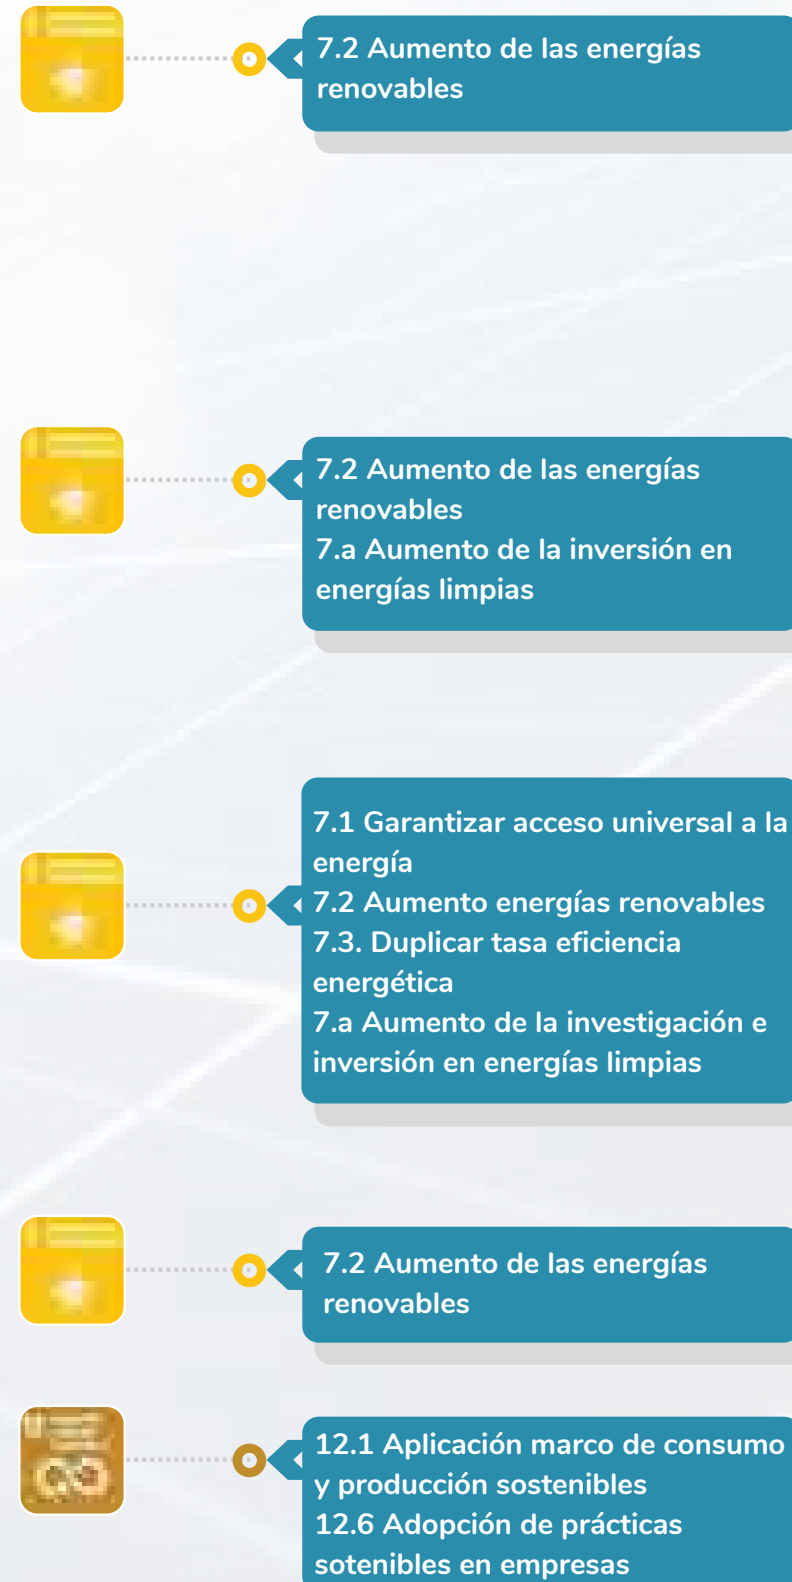 7.2 Aumento de las energías
renovables
7.2 Aumento de las energías
renovables
7.a Aumento de la inversión en
energías limpias
7.1 Garantizar acceso universal a la
energía
7.2 Aumento energías renovables
7.3. Duplicar tasa eficiencia
energética
7.a Aumento de la investigación e
inversión en energías limpias
7.2 Aumento de las energías
renovables
12.1 Aplicación marco de consumo
y producción sostenibles
12.6 Adopción de prácticas
sotenibles en empresas